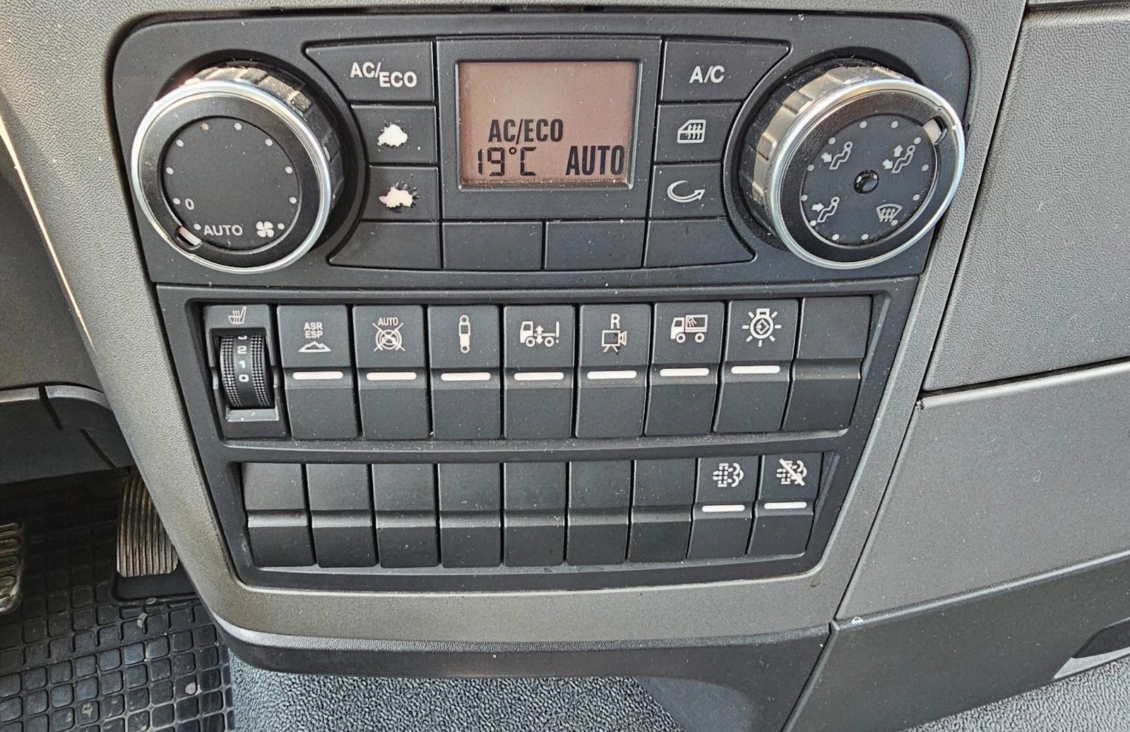 AC/ECO
A/C
AC/ECO
19°C AUTO
0
AUTO
ASR
ESP
AUTO
R
2
1
0